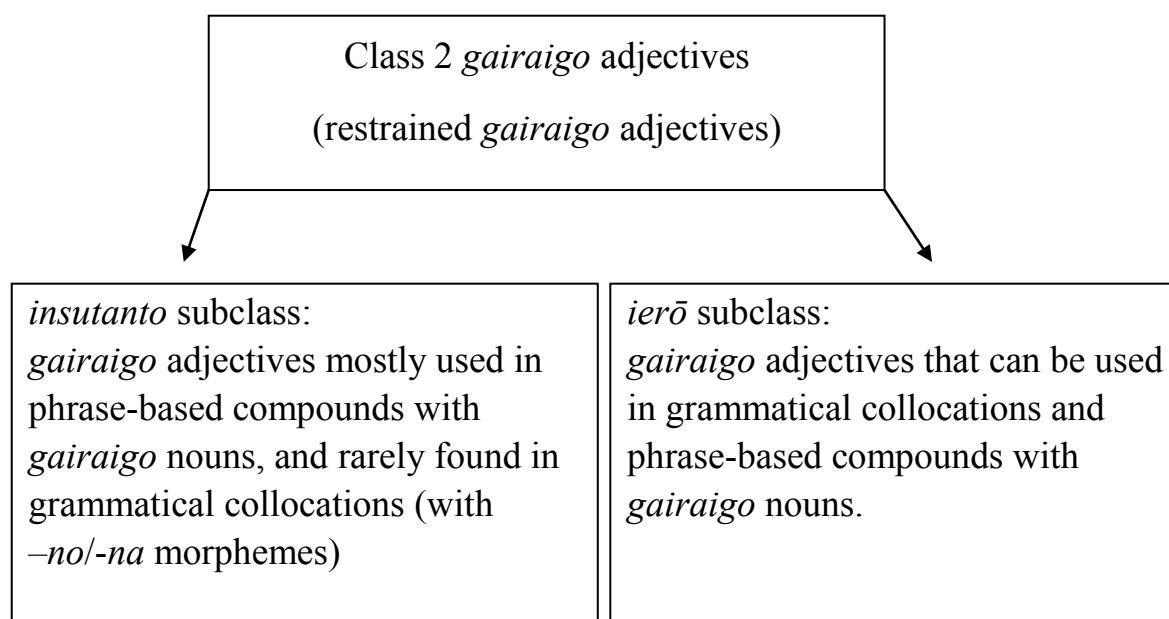 Class 2 gairaigo adjectives
(restrained gairaigo adjectives)
insutanto subclass:
gairaigo adjectives mostly used in
phrase-based compounds with
gairaigo nouns, and rarely found in
grammatical collocations (with
–no/-na morphemes)
ierō subclass:
gairaigo adjectives that can be used
in grammatical collocations and
phrase-based compounds with
gairaigo nouns.